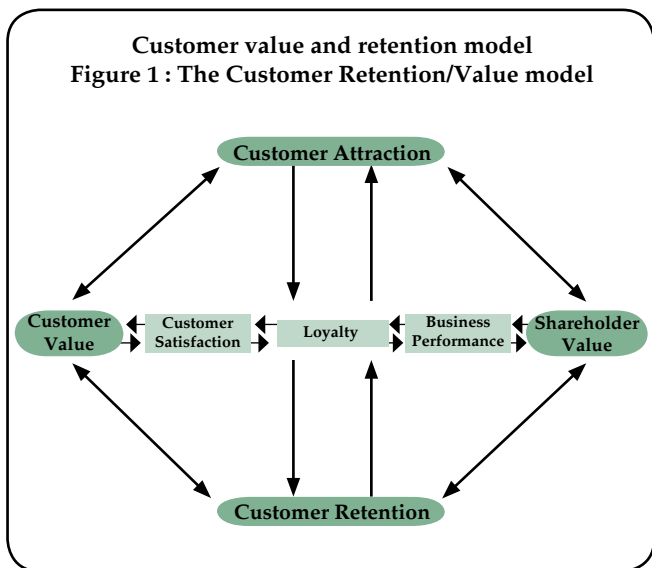 Customer value and retention model
Figure 1 : The Customer Retention/Value model
Customer Attraction
Customer
Value
Customer
Satisfaction
Loyalty
Business
Performance
Shareholder
Value
Customer Retention